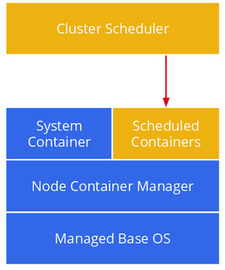 Cluster Scheduler
System
Container
Scheduled
Containers
Node Container Manager
Managed Base OS